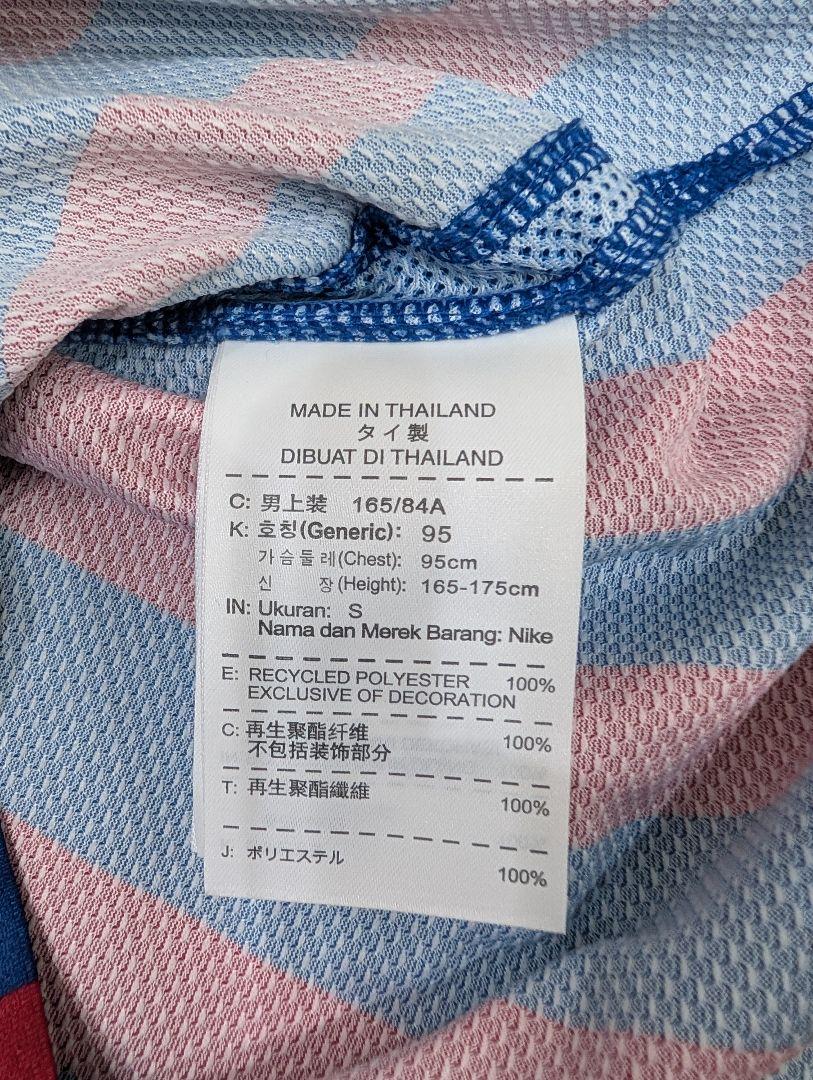 MADE IN THAILAND
タイ製
DIBUAT DI THAILAND
C: 男上装 165/84A
K: 호칭(Generic): 95
가슴둘레(Chest): 95cm
신 장(Height): 165-175cm
IN: Ukuran: S
Nama dan Merek Barang: Nike
E: RECYCLED POLYESTER 100%
EXCLUSIVE OF DECORATION
C: 再生聚酯纤维 100%
不包括装饰部分
T: 再生聚酯纖維 100%
J: ポリエステル 100%